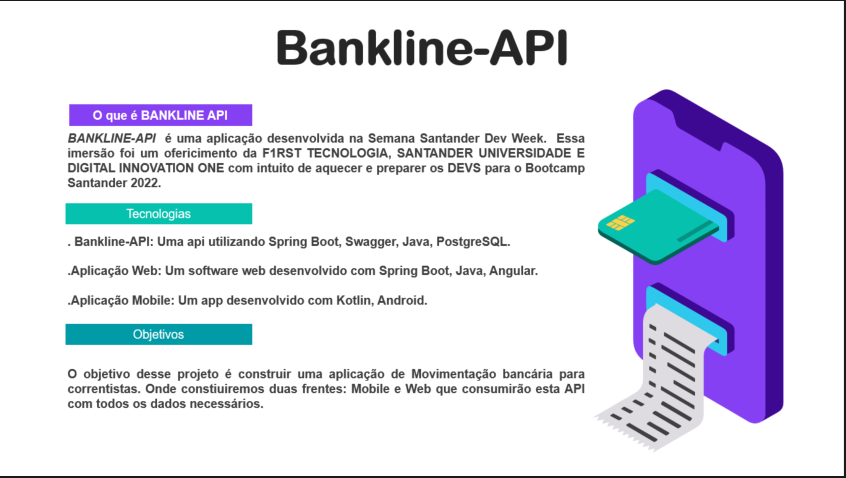 Bankline-API
O que é BANKLINE API
BANKLINE-API é uma aplicação desenvolvida na Semana Santander Dev Week. Essa
imersão foi um ofericimento da F1RST TECNOLOGIA, SANTANDER UNIVERSIDADE E
DIGITAL INNOVATION ONE com intuito de aquecer e preparer os DEVS para o Bootcamp
Santander 2022.
Tecnologias
. Bankline-API: Uma api utilizando Spring Boot, Swagger, Java, PostgreSQL.
.Aplicação Web: Um software web desenvolvido com Spring Boot, Java, Angular.
.Aplicação Mobile: Um app desenvolvido com Kotlin, Android.
Objetivos
O objetivo desse projeto é construir uma aplicação de Movimentação bancária para
correntistas. Onde constiuiremos duas frentes: Mobile e Web que consumirão esta API
com todos os dados necessários.